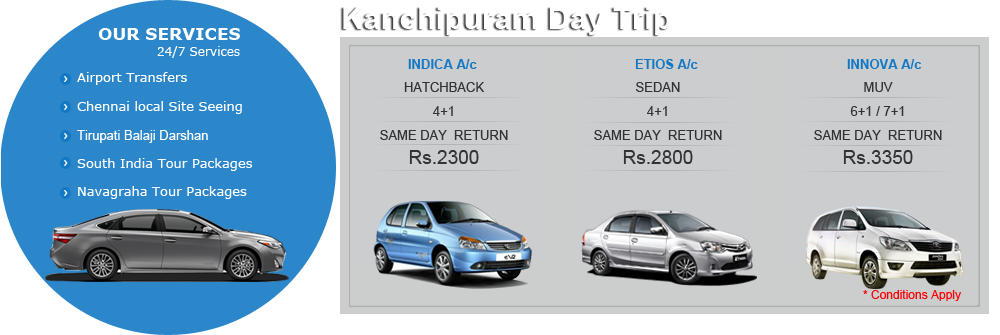 OUR SERVICES
24/7 Services
Airport Transfers
Chennai local Site Seeing
Tirupati Balaji Darshan
South India Tour Packages
Navagraha Tour Packages
Kanchipuram Day Trip
INDICA A/c
HATCHBACK
4+1
SAME DAY RETURN
Rs.2300
ETIOS A/c
SEDAN
4+1
SAME DAY RETURN
Rs.2800
INNOVA A/c
MUV
6+1 / 7+1
SAME DAY RETURN
Rs.3350
* Conditions Apply